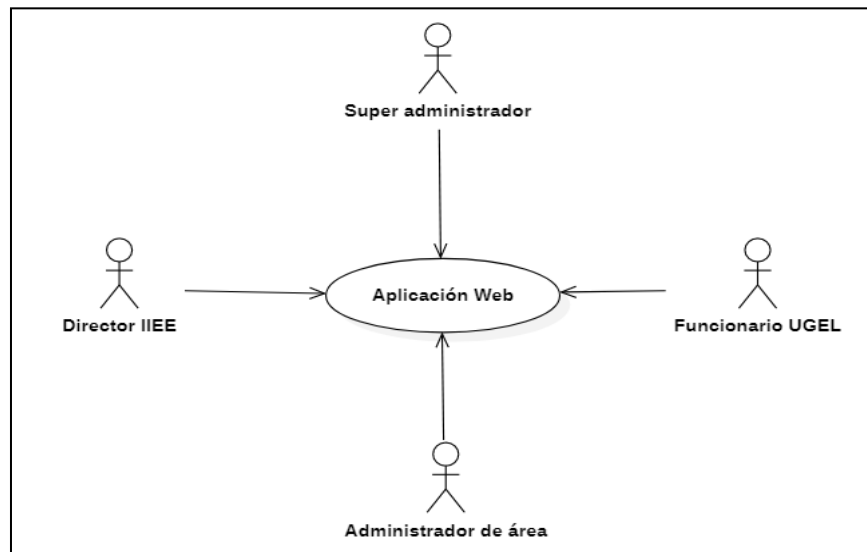 Super administrador
Aplicación Web
Director IIEE
Funcionario UGEL
Administrador de área